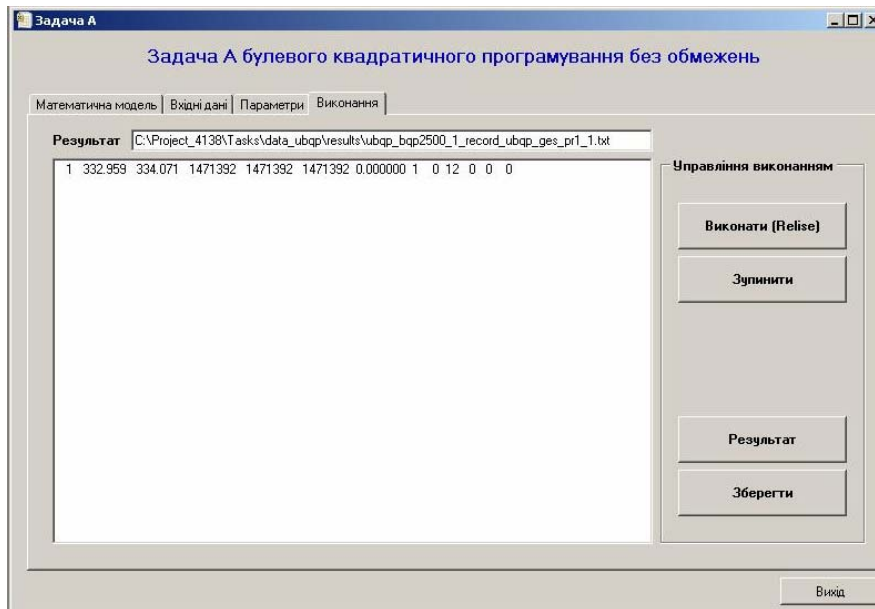 Задача А
Задача А булевого квадратичного програмування без обмежень
Математична модель Вхідні дані Параметри Виконання
Результат C:\Project_4138\Tasks\data_ubqp\results\ubqp_bqp2500_1_record_ubqp_ges_pr1_1.txt
1 332.959 334.071 1471392 1471392 1471392 0.000000 1 0 12 0 0 0
Управління виконанням
Виконати (Relise)
Зупинити
Результат
Зберегти
Вихід